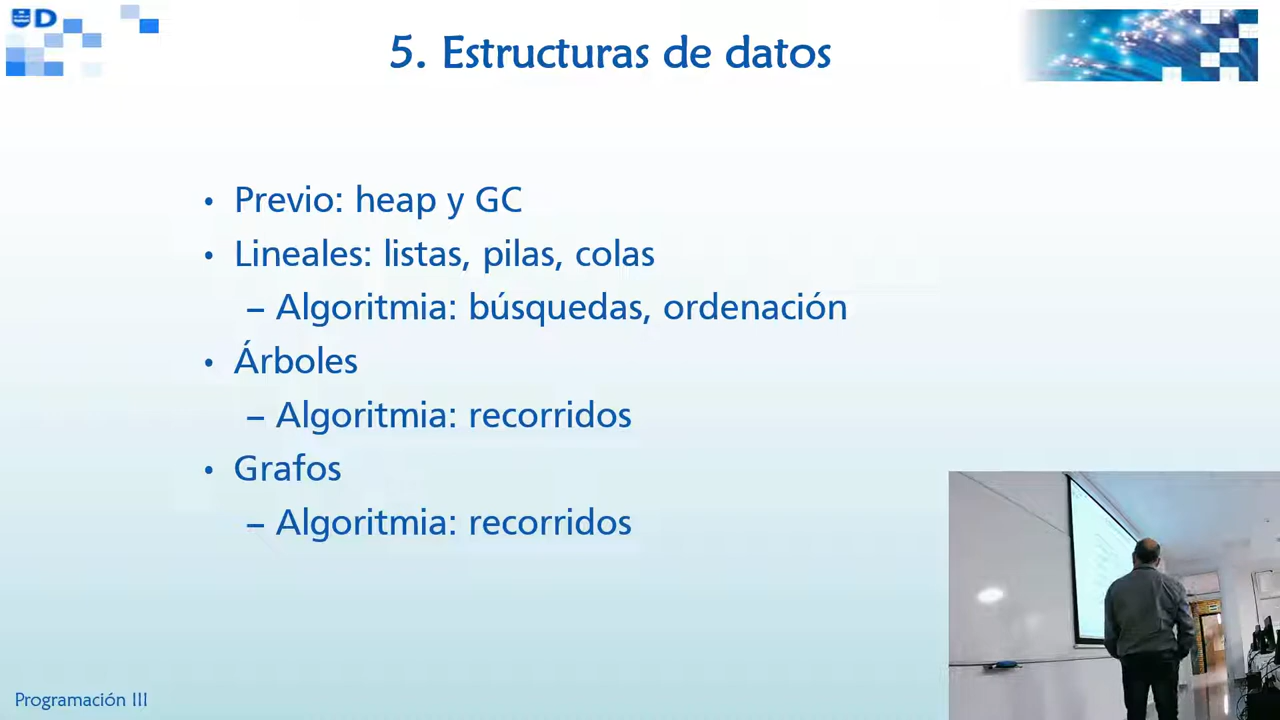 D
5. Estructuras de datos
• Previo: heap y GC
• Lineales: listas, pilas, colas
– Algoritmia: búsquedas, ordenación
• Árboles
– Algoritmia: recorridos
• Grafos
– Algoritmia: recorridos
Programación III